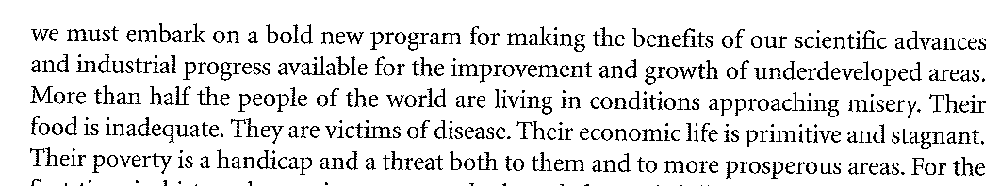 we must embark on a bold new program for making the benefits of our scientific advances
and industrial progress available for the improvement and growth of underdeveloped areas.
More than half the people of the world are living in conditions approaching misery. Their
food is inadequate. They are victims of disease. Their economic life is primitive and stagnant.
Their poverty is a handicap and a threat both to them and to more prosperous areas. For the